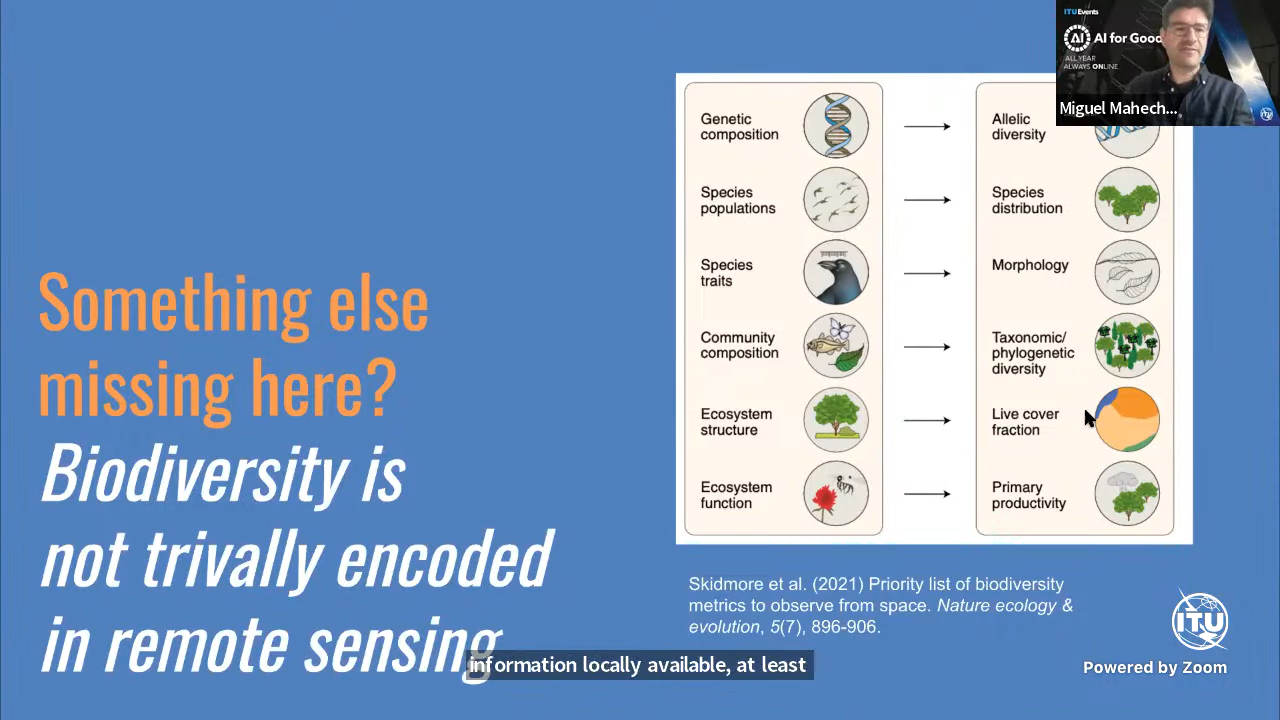 Something else
missing here?
Biodiversity is
not trivally encoded
in remote sensing
Genetic
composition
Allelic
diversity
Species
populations
Species
distribution
Species
traits
Morphology
Community
composition
Taxonomic/
phylogenetic
diversity
Ecosystem
structure
Live cover
fraction
Ecosystem
function
Primary
productivity
Skidmore et al. (2021) Priority list of biodiversity
metrics to observe from space. Nature ecology &
evolution, 5(7), 896-906.
ITUEvents
AI
AI for Good
ALL YEAR
ALWAYS ONLINE
Miguel Mahech...
information locally available, at least
ITU
Powered by Zoom